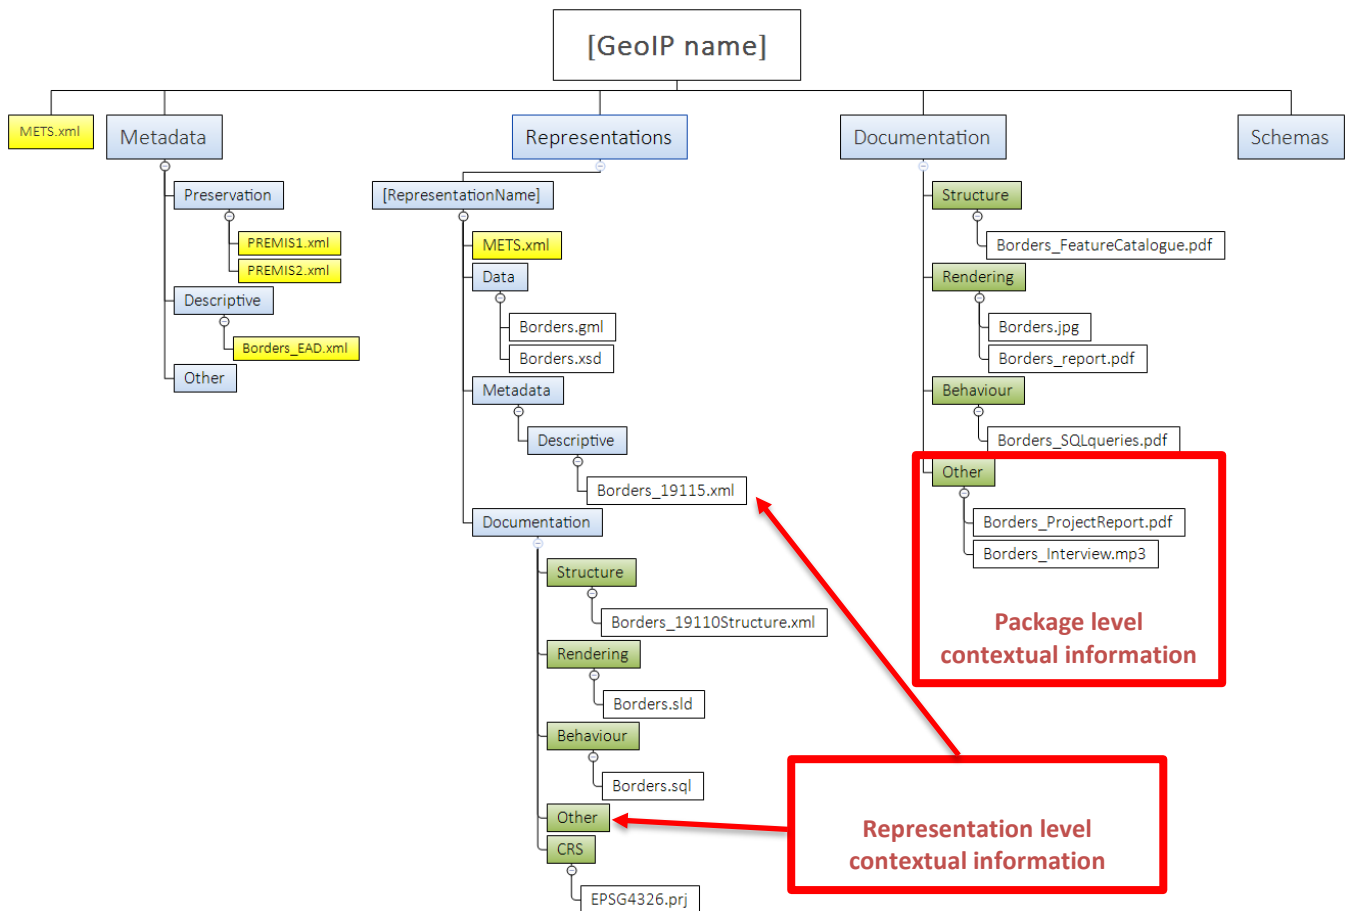 [GeoIP name]
METS.xml
Metadata
Preservation
PREMIS1.xml
PREMIS2.xml
Descriptive
Borders_EAD.xml
Other
Representations
[RepresentationName]
METS.xml
Data
Borders.gml
Borders.xsd
Metadata
Descriptive
Borders_19115.xml
Documentation
Structure
Borders_19110Structure.xml
Rendering
Borders.sld
Behaviour
Borders.sql
Other
CRS
EPSG4326.prj
Documentation
Structure
Borders_FeatureCatalogue.pdf
Rendering
Borders.jpg
Borders_report.pdf
Behaviour
Borders_SQLqueries.pdf
Other
Borders_ProjectReport.pdf
Borders_Interview.mp3
Package level
contextual information
Schemas
Representation level
contextual information